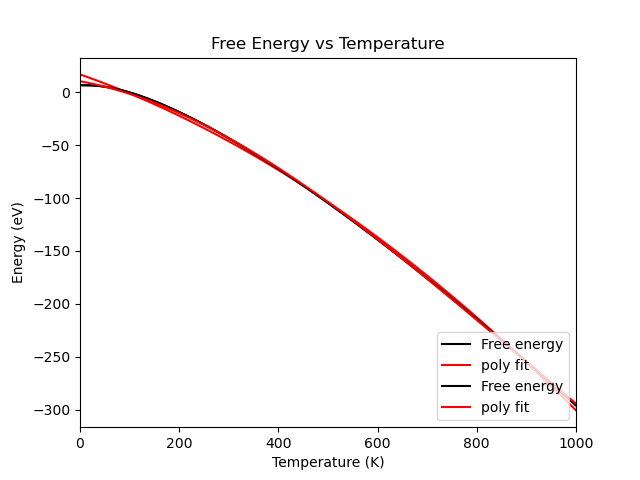 Free Energy vs Temperature
Energy (eV)
0
−50
−100
−150
−200
−250
−300
Free energy
poly fit
Free energy
poly fit
0 200 400 600 800 1000
Temperature (K)